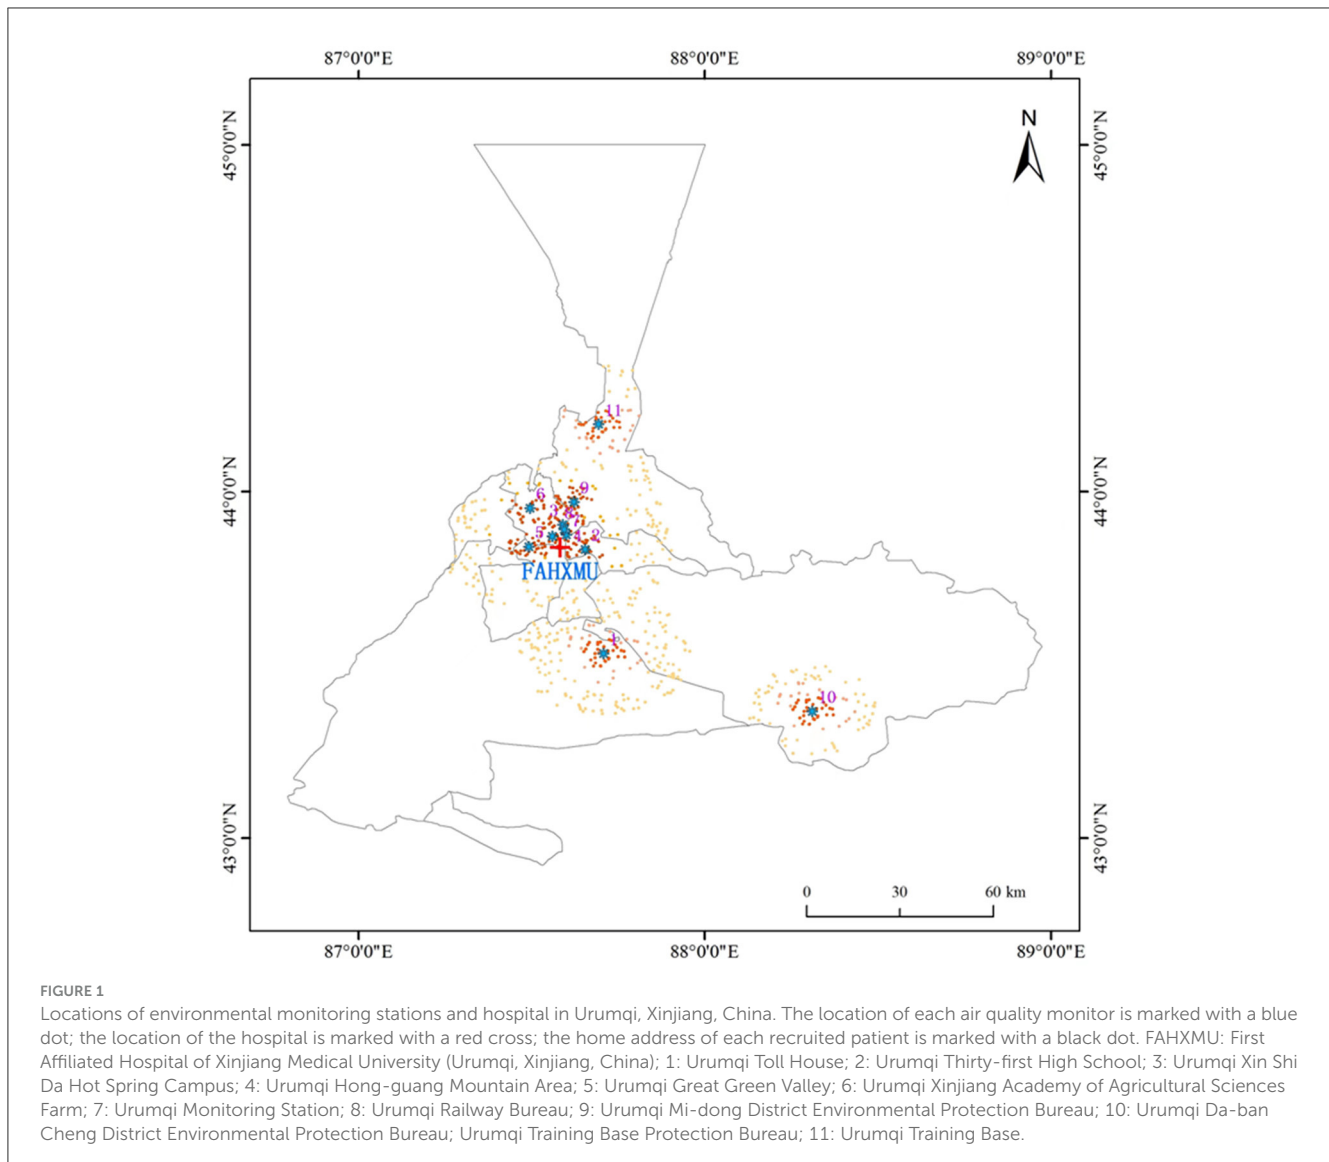 87°0'0"E 88°0'0"E 89°0'0"E
N
45°0'0"N 45°0'0"N
11
44°0'0"N 44°0'0"N
6 9
3
5 4 2
FAHXMU
1
10
43°0'0"N 43°0'0"N
0 30 60 km
87°0'0"E 88°0'0"E 89°0'0"E
FIGURE 1
Locations of environmental monitoring stations and hospital in Urumqi, Xinjiang, China. The location of each air quality monitor is marked with a blue
dot; the location of the hospital is marked with a red cross; the home address of each recruited patient is marked with a black dot. FAHXMU: First
Affiliated Hospital of Xinjiang Medical University (Urumqi, Xinjiang, China); 1: Urumqi Toll House; 2: Urumqi Thirty-first High School; 3: Urumqi Xin Shi
Da Hot Spring Campus; 4: Urumqi Hong-guang Mountain Area; 5: Urumqi Great Green Valley; 6: Urumqi Xinjiang Academy of Agricultural Sciences
Farm; 7: Urumqi Monitoring Station; 8: Urumqi Railway Bureau; 9: Urumqi Mi-dong District Environmental Protection Bureau; 10: Urumqi Da-ban
Cheng District Environmental Protection Bureau; Urumqi Training Base Protection Bureau; 11: Urumqi Training Base.